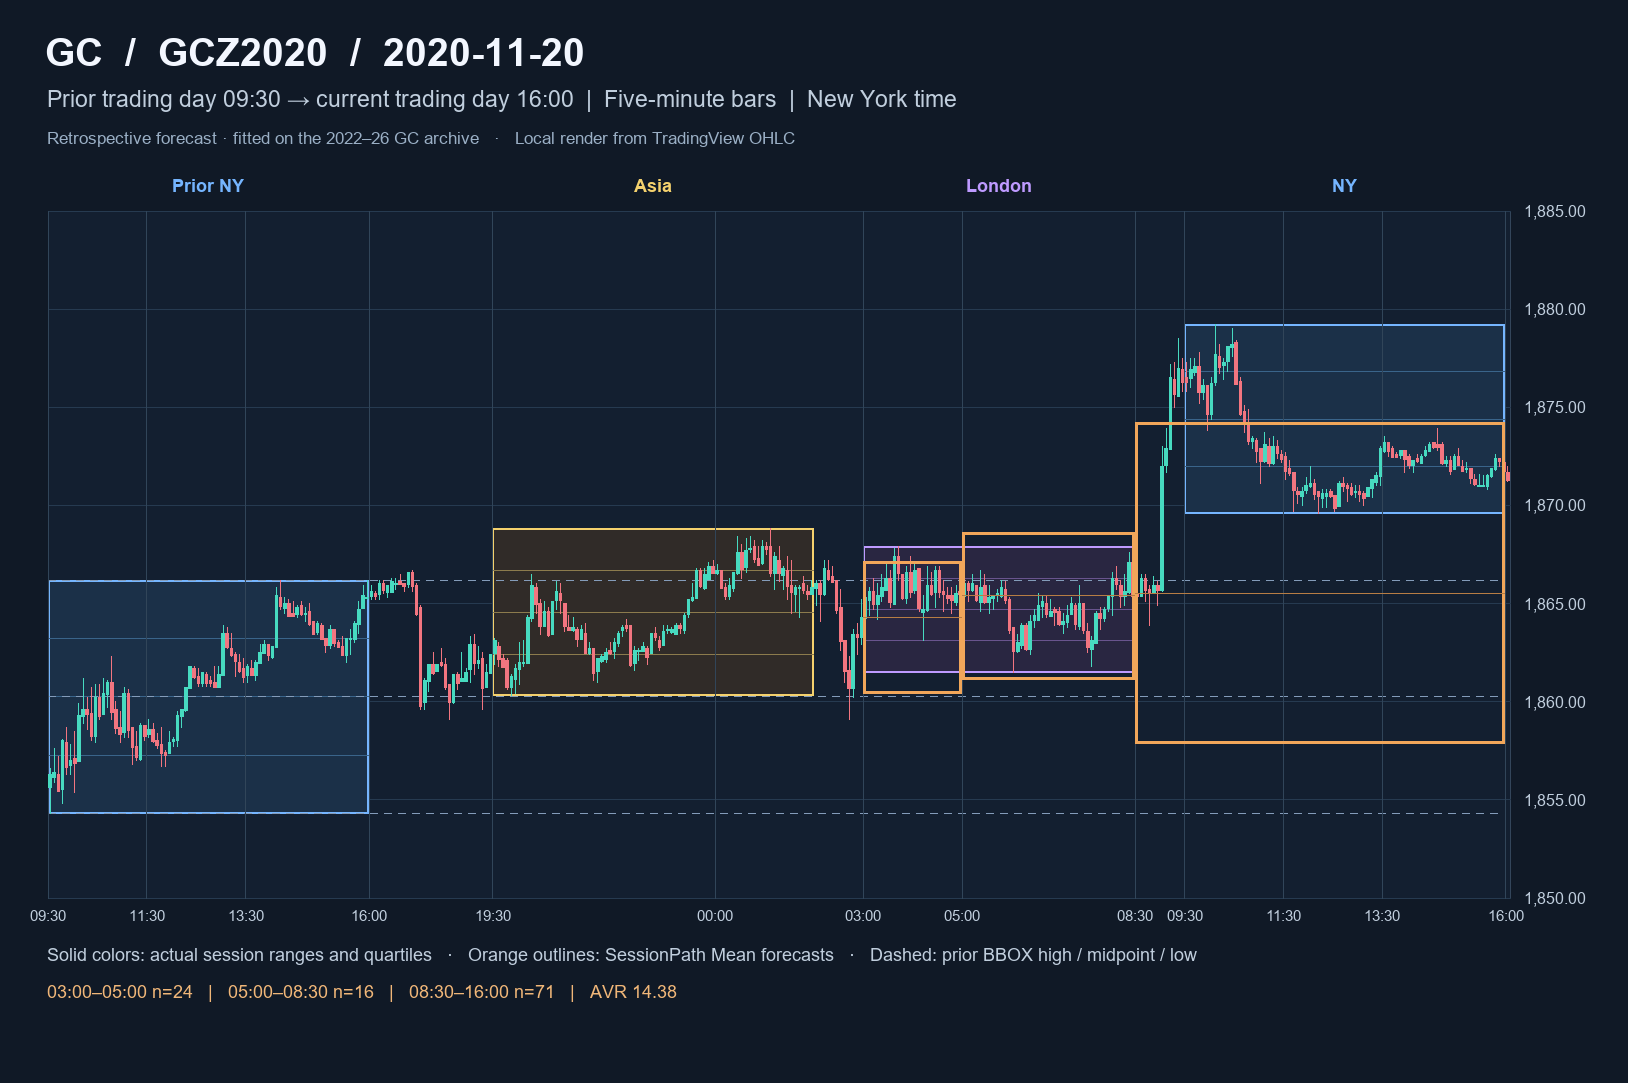 GC / GCZ2020 / 2020-11-20
Prior trading day 09:30 → current trading day 16:00 | Five-minute bars | New York time
Retrospective forecast · fitted on the 2022–26 GC archive · Local render from TradingView OHLC
Prior NY Asia London NY
1,885.00
1,880.00
1,875.00
1,870.00
1,865.00
1,860.00
1,855.00
1,850.00
09:30 11:30 13:30 16:00 19:30 00:00 03:00 05:00 08:30 09:30 11:30 13:30 16:00
Solid colors: actual session ranges and quartiles · Orange outlines: SessionPath Mean forecasts · Dashed: prior BBOX high / midpoint / low
03:00–05:00 n=24 | 05:00–08:30 n=16 | 08:30–16:00 n=71 | AVR 14.38